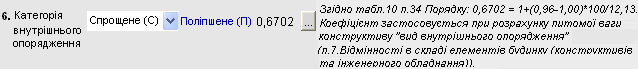 6. Категорія внутрішнього опорядження
Спрощене (С) Поліпшене (П) 0,6702 ...
Згідно табл.10 п.34 Порядку: 0,6702 = 1+(0,96-1,00)*100/12,13.
Коефіцієнт застосовується при розрахунку питомої ваги
конструктиву "вид внутрішнього опорядження"
(п.7.Відмінності в складі елементів будинку (конструктивів
та інженерного обладнання)).